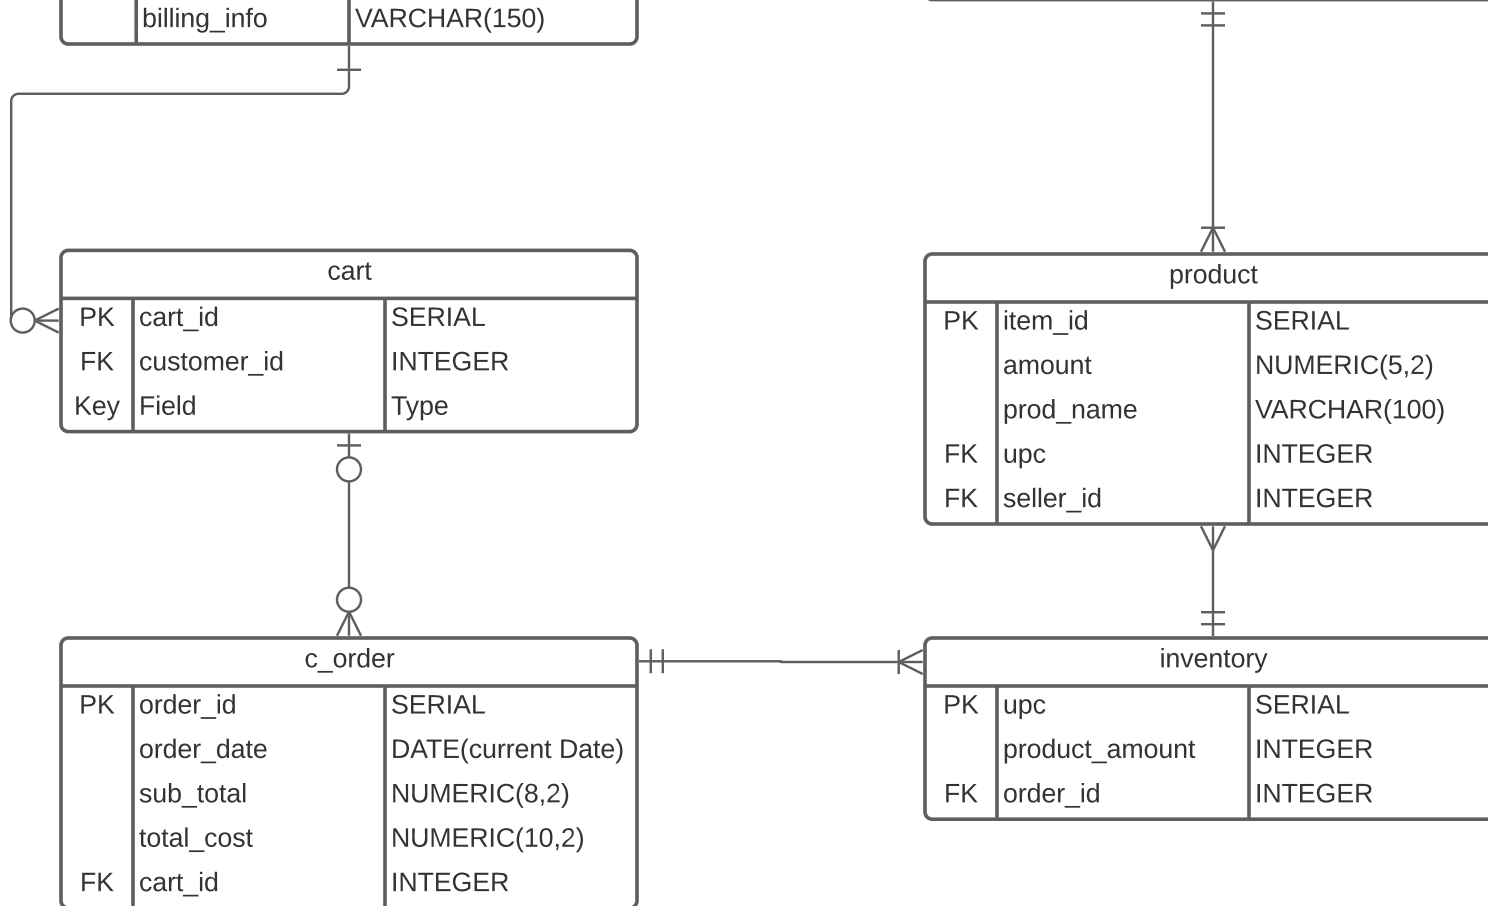 billing_info VARCHAR(150)
cart
PK cart_id SERIAL
FK customer_id INTEGER
Key Field Type
product
PK item_id SERIAL
amount NUMERIC(5,2)
prod_name VARCHAR(100)
FK upc INTEGER
FK seller_id INTEGER
c_order
PK order_id SERIAL
order_date DATE(current Date)
sub_total NUMERIC(8,2)
total_cost NUMERIC(10,2)
FK cart_id INTEGER
inventory
PK upc SERIAL
product_amount INTEGER
FK order_id INTEGER